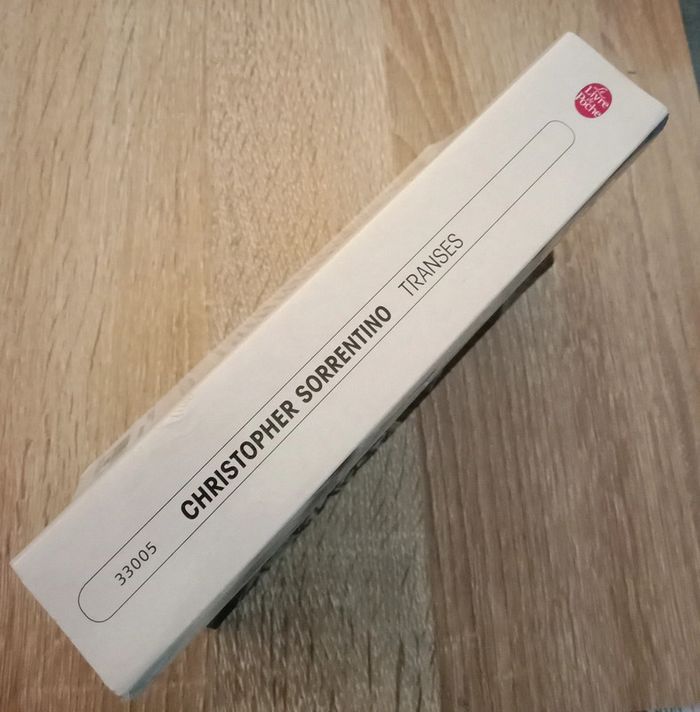 33005 CHRISTOPHER SORRENTINO TRANSES
Le
Livre
de
Poche